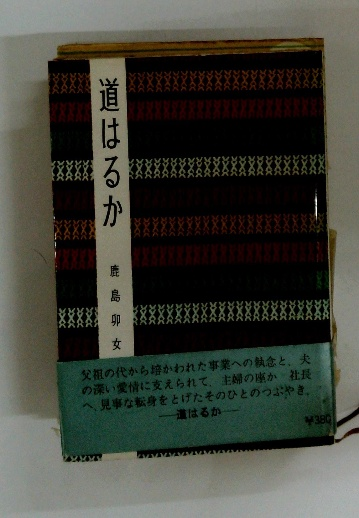 道はるか
鹿島卯女
父祖の代から培かわれた事業への執念と、夫
の深い愛情に支えられて、主婦の座から社長
へ、見事な転身をとげたそのひとのつぶやき。
──道はるか──
¥380